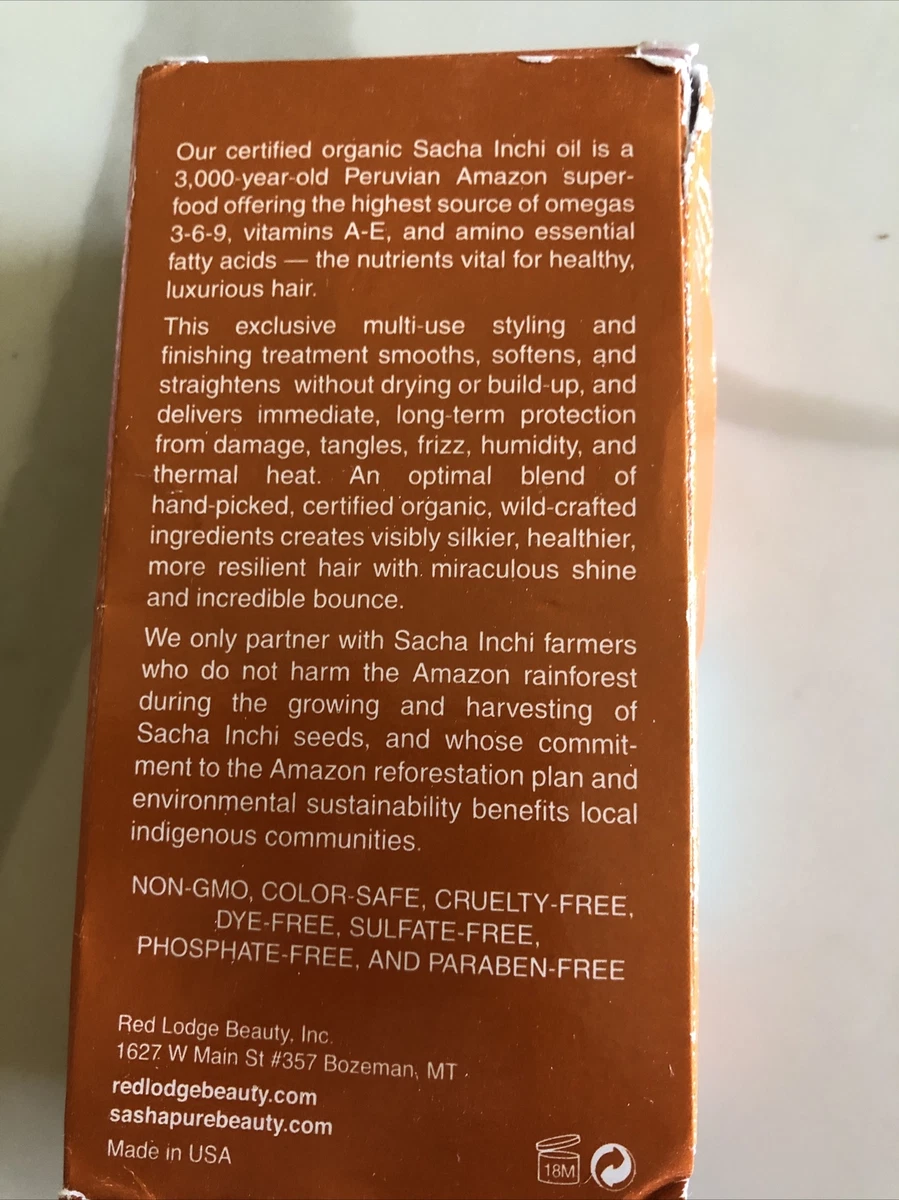 Our certified organic Sacha Inchi oil is a
3,000-year-old Peruvian Amazon super-
food offering the highest source of omegas
3-6-9, vitamins A-E, and amino essential
fatty acids — the nutrients vital for healthy,
luxurious hair.
This exclusive multi-use styling and
finishing treatment smooths, softens, and
straightens without drying or build-up, and
delivers immediate, long-term protection
from damage, tangles, frizz, humidity, and
thermal heat. An optimal blend of
hand-picked, certified organic, wild-crafted
ingredients creates visibly silkier, healthier,
more resilient hair with miraculous shine
and incredible bounce.
We only partner with Sacha Inchi farmers
who do not harm the Amazon rainforest
during the growing and harvesting of
Sacha Inchi seeds, and whose commit-
ment to the Amazon reforestation plan and
environmental sustainability benefits local
indigenous communities.
NON-GMO, COLOR-SAFE, CRUELTY-FREE,
DYE-FREE, SULFATE-FREE,
PHOSPHATE-FREE, AND PARABEN-FREE
Red Lodge Beauty, Inc.
1627 W Main St #357 Bozeman, MT
redlodgebeauty.com
sashapurebeauty.com
Made in USA
18M